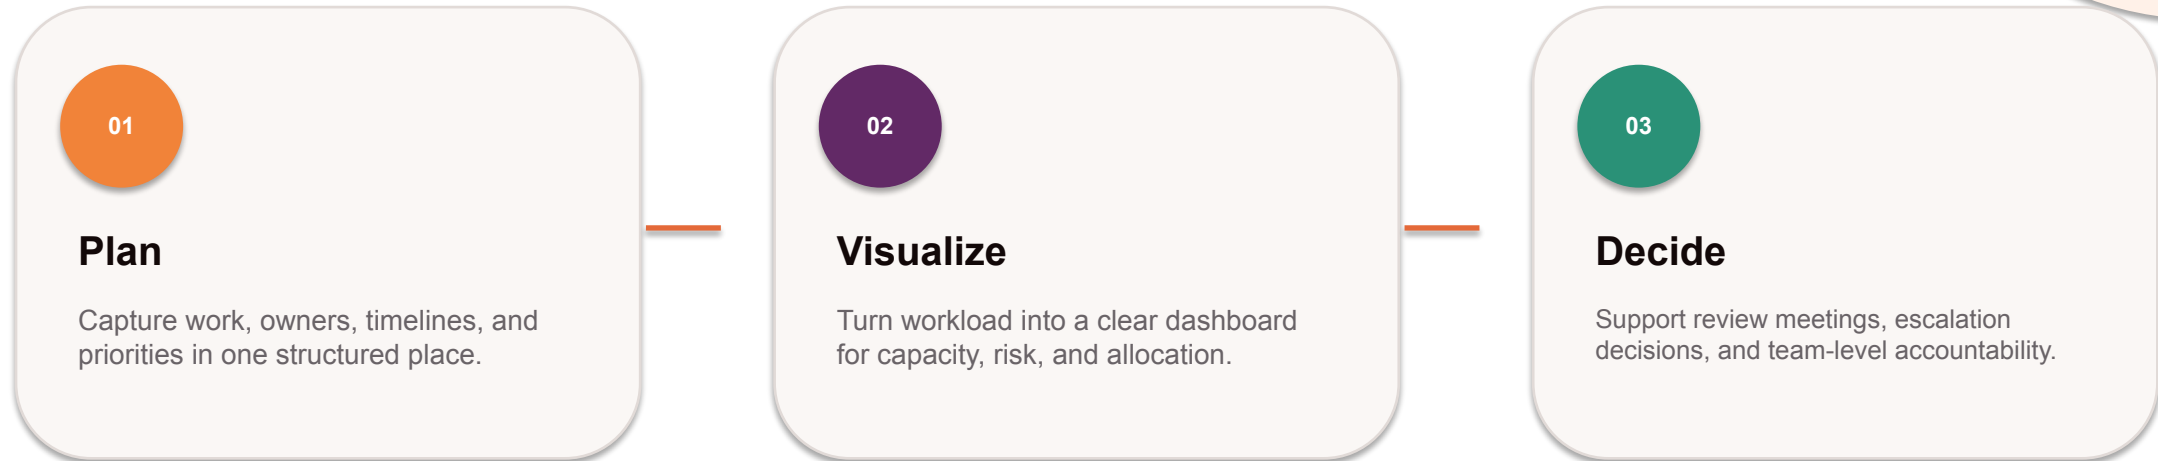 01
Plan
Capture work, owners, timelines, and
priorities in one structured place.
02
Visualize
Turn workload into a clear dashboard
for capacity, risk, and allocation.
03
Decide
Support review meetings, escalation
decisions, and team-level accountability.